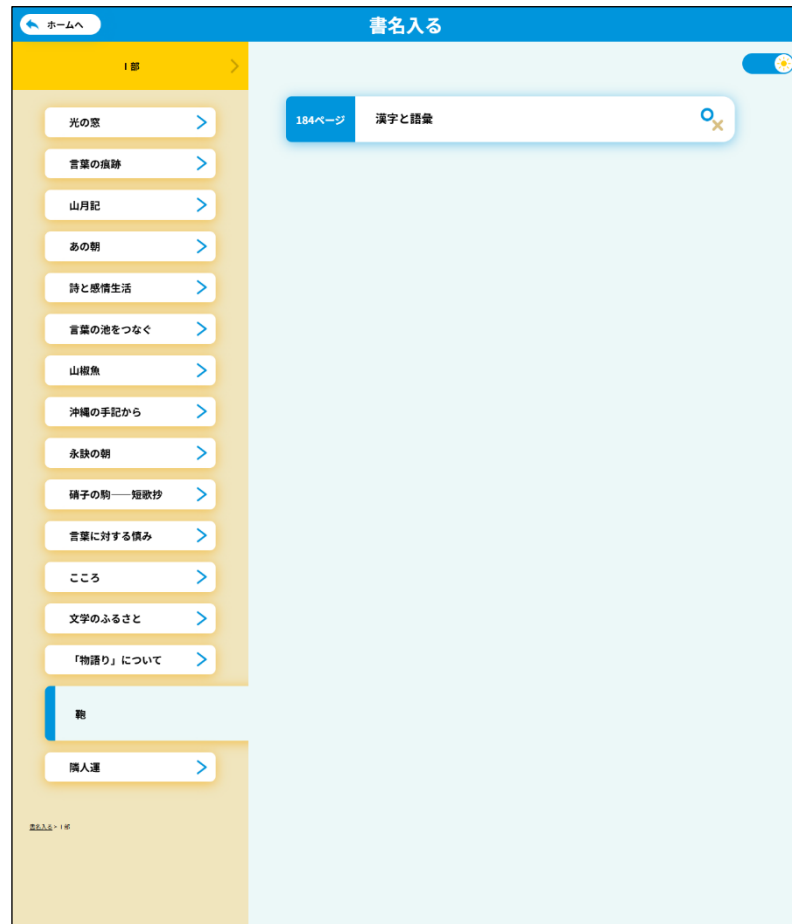 ホームへ
書名入る
Ⅰ部
光の窓
言葉の痕跡
山月記
あの朝
詩と感情生活
言葉の池をつなぐ
山椒魚
沖縄の手記から
永訣の朝
硝子の駒――短歌抄
言葉に対する慎み
こころ
文学のふるさと
「物語り」について
鞄
隣人運
書名入る > Ⅰ部
184ページ
漢字と語彙